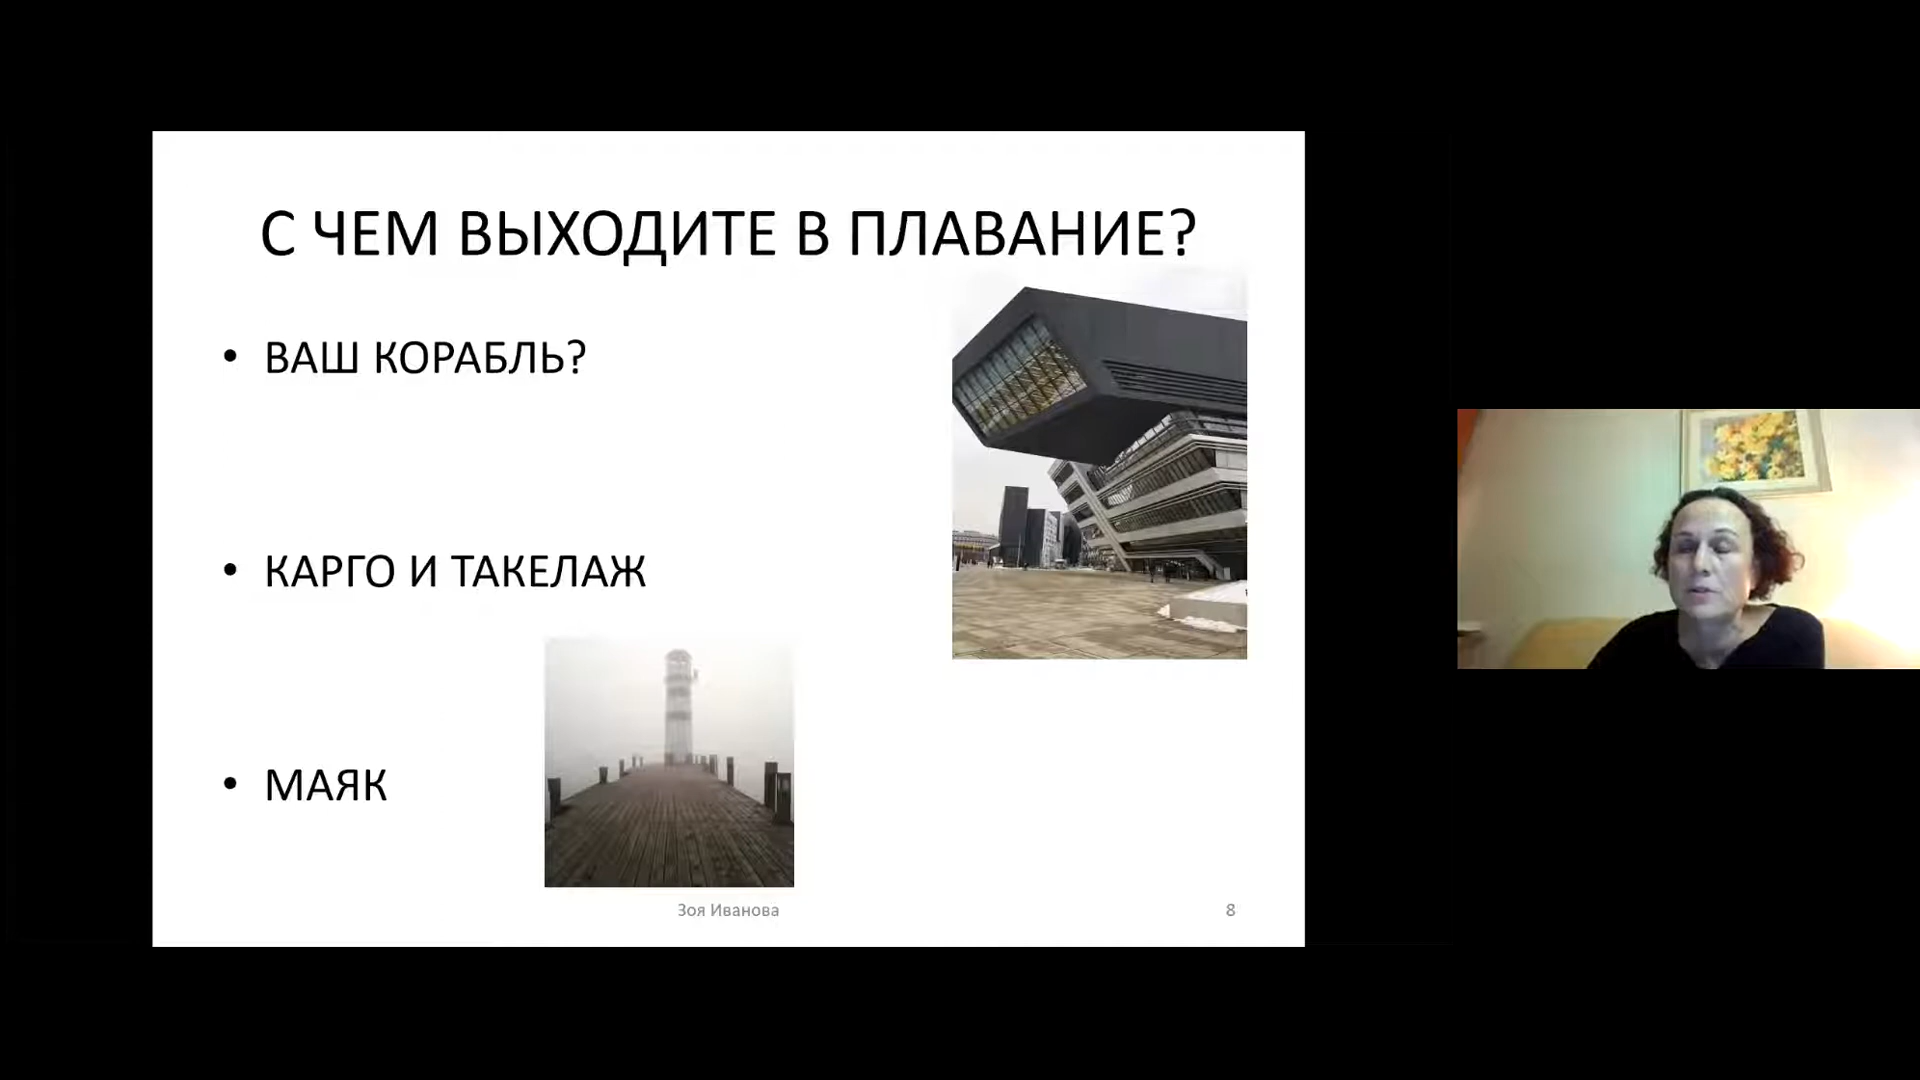 С ЧЕМ ВЫХОДИТЕ В ПЛАВАНИЕ?
• ВАШ КОРАБЛЬ?
• КАРГО И ТАКЕЛАЖ
• МАЯК
Зоя Иванова
8